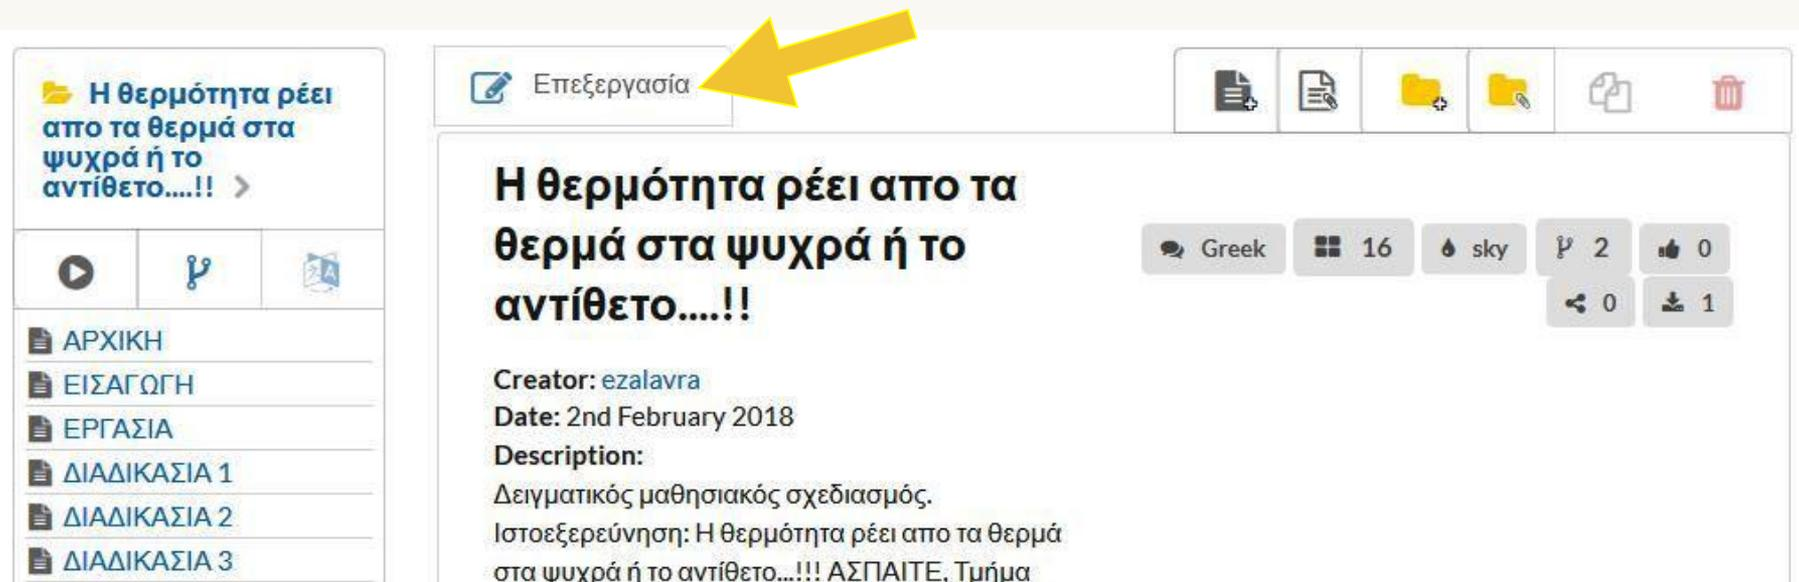 Η θερμότητα ρέει
απο τα θερμά στα
ψυχρά ή το
αντίθετο....!!
ΑΡΧΙΚΗ
ΕΙΣΑΓΩΓΗ
ΕΡΓΑΣΙΑ
ΔΙΑΔΙΚΑΣΙΑ 1
ΔΙΑΔΙΚΑΣΙΑ 2
ΔΙΑΔΙΚΑΣΙΑ 3
Επεξεργασία
Η θερμότητα ρέει απο τα
θερμά στα ψυχρά ή το
αντίθετο....!!
Greek 16 sky 2 0
0 1
Creator: ezalavra
Date: 2nd February 2018
Description:
Δειγματικός μαθησιακός σχεδιασμός.
Ιστοεξερεύνηση: Η θερμότητα ρέει απο τα θερμά
στα ψυχρά ή το αντίθετο...!!! ΑΣΠΑΙΤΕ, Τμήμα